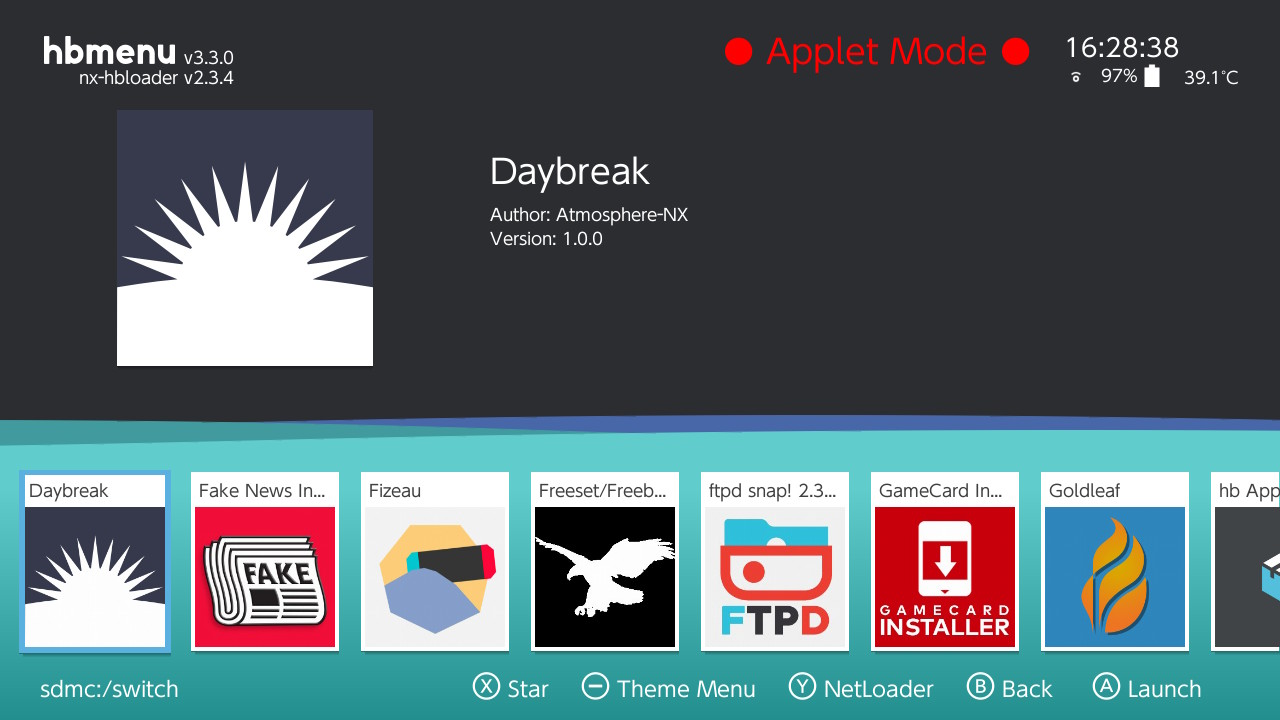 hbmenu v3.3.0
nx-hbloader v2.3.4
● Applet Mode ●
16:28:38
97%
39.1°C
Daybreak
Author: Atmosphere-NX
Version: 1.0.0
Daybreak
Fake News In...
Fizeau
Freeset/Freeb...
ftpd snap! 2.3...
GameCard In...
Goldleaf
hb App
FAKE
FTPD
GAMECARD
INSTALLER
sdmc:/switch
X Star
− Theme Menu
Y NetLoader
B Back
A Launch